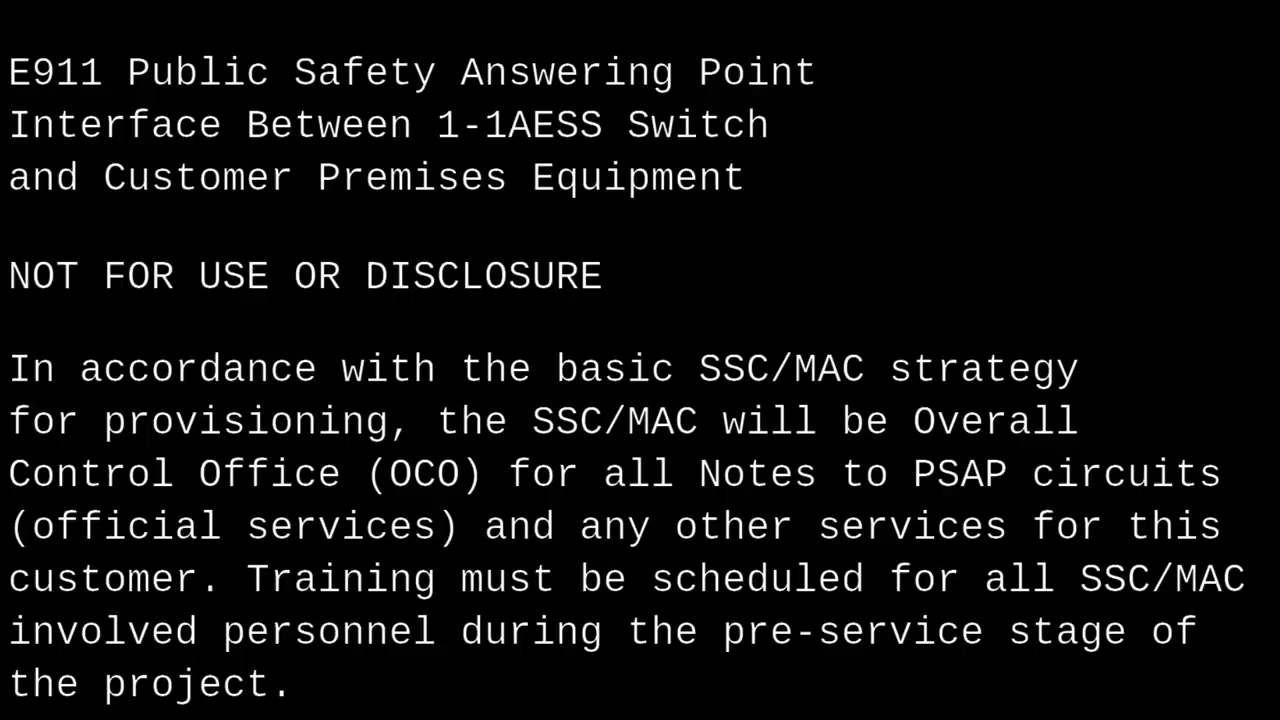 E911 Public Safety Answering Point
Interface Between 1-1AESS Switch
and Customer Premises Equipment
NOT FOR USE OR DISCLOSURE
In accordance with the basic SSC/MAC strategy
for provisioning, the SSC/MAC will be Overall
Control Office (OCO) for all Notes to PSAP circuits
(official services) and any other services for this
customer. Training must be scheduled for all SSC/MAC
involved personnel during the pre-service stage of
the project.